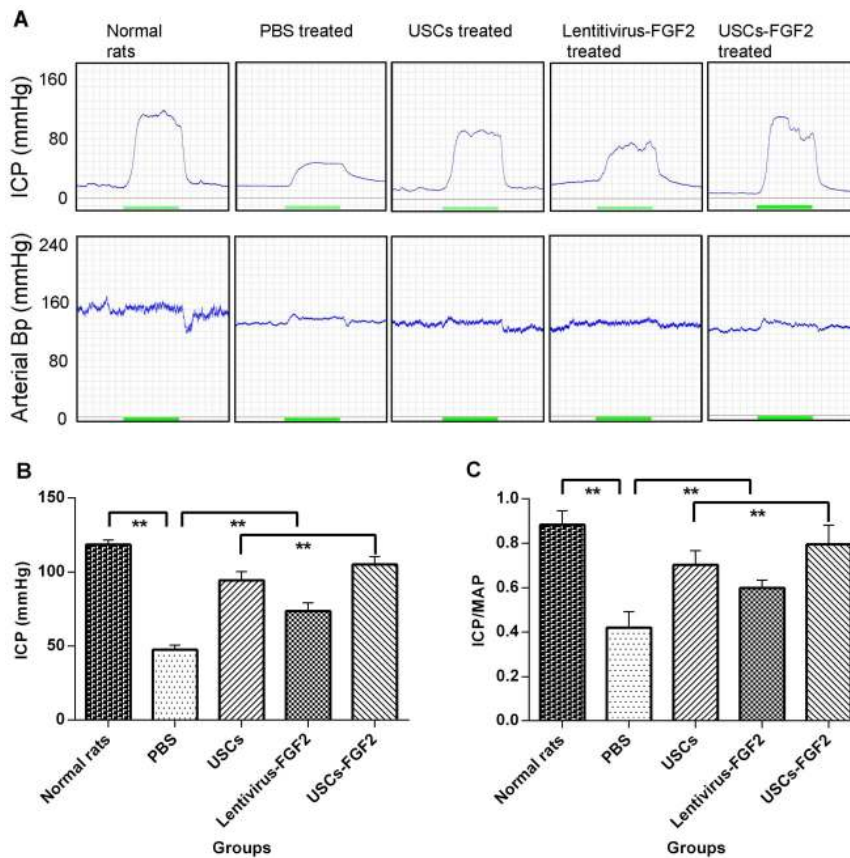 A
Normal
rats
PBS treated
USCs treated
Lentitivirus-FGF2
treated
USCs-FGF2
treated
ICP (mmHg)
160
80
0
Arterial Bp (mmHg)
240
160
80
0
B
ICP (mmHg)
150
100
50
0
**
**
**
Normal rats
PBS
USCs
Lentivirus-FGF2
USCs-FGF2
Groups
C
ICP/MAP
1.0
0.8
0.6
0.4
0.2
0.0
**
**
**
Normal rats
PBS
USCs
Lentivirus-FGF2
USCs-FGF2
Groups